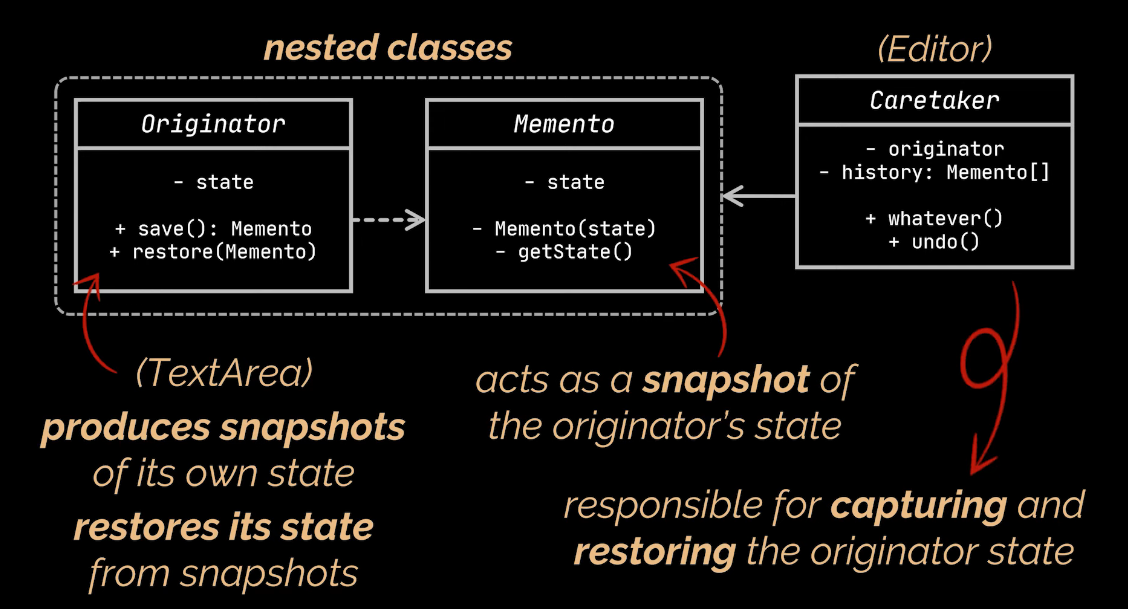 nested classes
(Editor)
Originator
- state
+ save(): Memento
+ restore(Memento)
Memento
- state
- Memento(state)
- getState()
Caretaker
- originator
- history: Memento[]
+ whatever()
+ undo()
(TextArea)
produces snapshots
of its own state
restores its state
from snapshots
acts as a snapshot of
the originator's state
responsible for capturing and
restoring the originator state